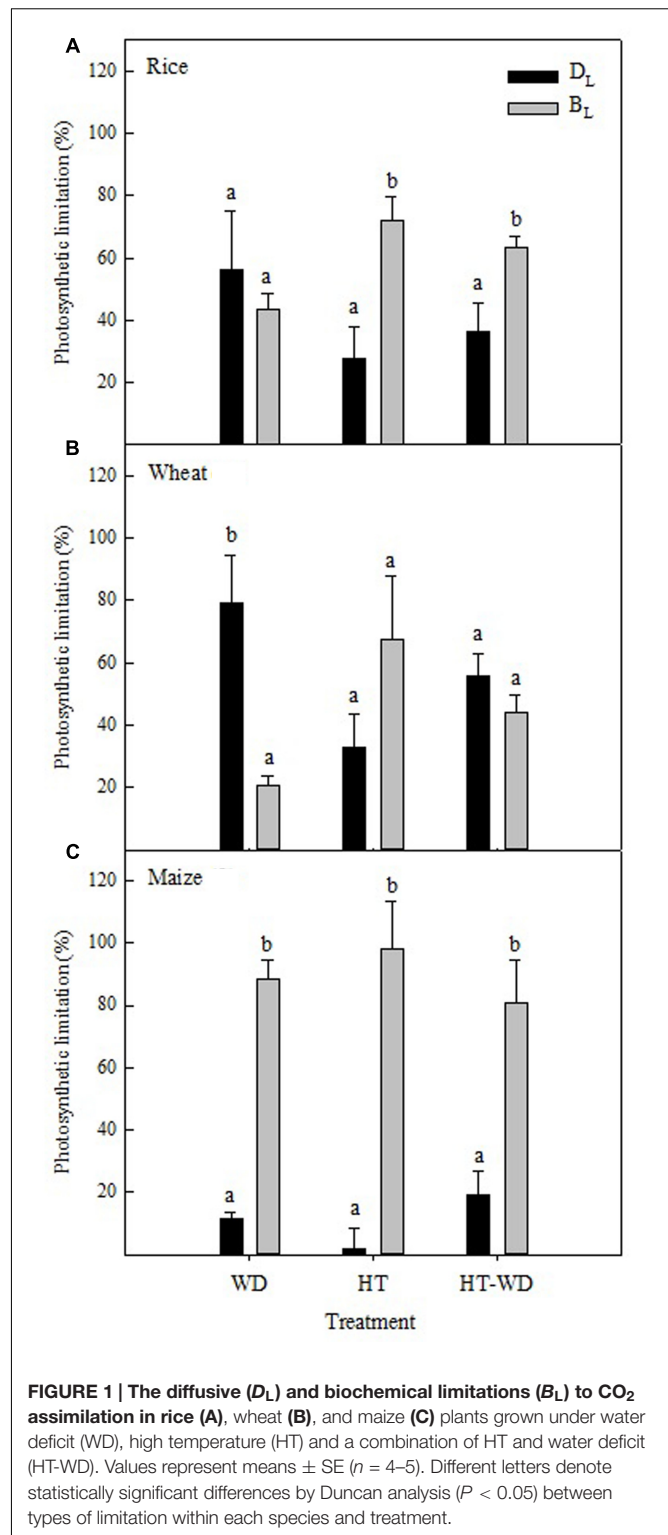 A
Rice
D_L
B_L
Photosynthetic limitation (%)
120
100
80
60
40
20
a
a
a
b
a
b
B
Wheat
Photosynthetic limitation (%)
120
100
80
60
40
20
b
a
a
a
a
a
C
Maize
Photosynthetic limitation (%)
120
100
80
60
40
20
a
b
a
b
a
b
WD HT HT-WD
Treatment
FIGURE 1 | The diffusive (D_L) and biochemical limitations (B_L) to CO₂
assimilation in rice (A), wheat (B), and maize (C) plants grown under water
deficit (WD), high temperature (HT) and a combination of HT and water deficit
(HT-WD). Values represent means ± SE (n = 4–5). Different letters denote
statistically significant differences by Duncan analysis (P < 0.05) between
types of limitation within each species and treatment.